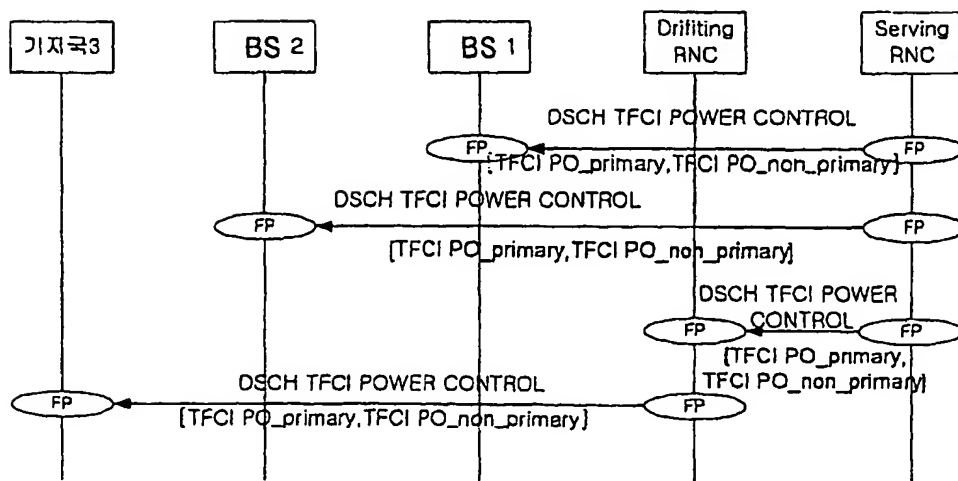 기지국3
BS 2
BS 1
Drifiting
RNC
Serving
RNC
DSCH TFCI POWER CONTROL
FP
FP
[TFCI PO_primary,TFCI PO_non_primary]
DSCH TFCI POWER CONTROL
FP
FP
[TFCI PO_primary,TFCI PO_non_primary]
DSCH TFCI POWER
CONTROL
FP
FP
[TFCI PO_primary,
TFCI PO_non_primary]
DSCH TFCI POWER CONTROL
FP
FP
[TFCI PO_primary,TFCI PO_non_primary]